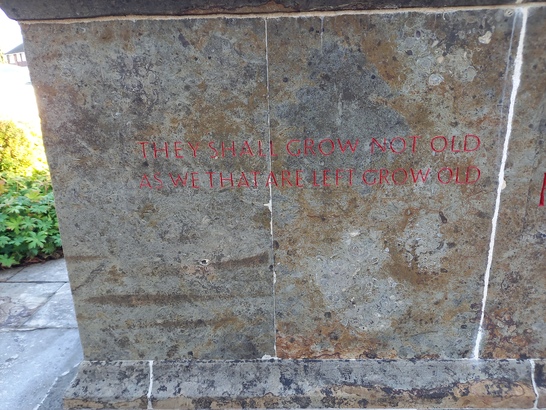 THEY SHALL GROW NOT OLD
AS WE THAT ARE LEFT GROW OLD